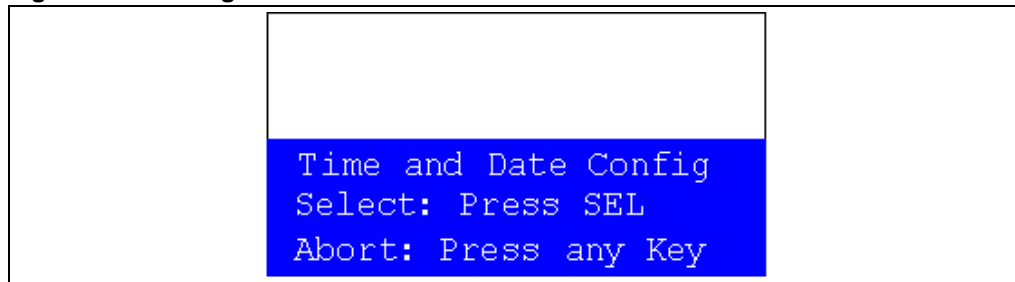 Time and Date Config
Select: Press SEL
Abort: Press any Key